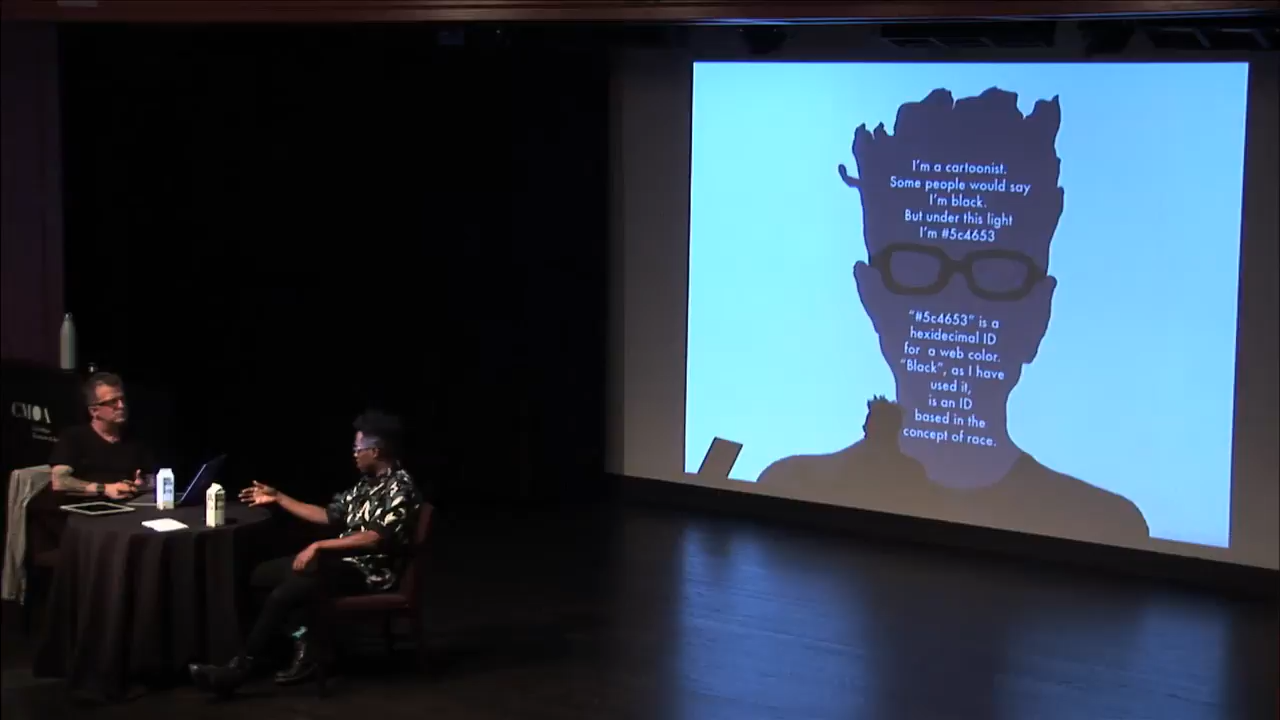 I'm a cartoonist.
Some people would say
I'm black.
But under this light
I'm #5c4653
"#5c4653" is a
hexidecimal ID
for a web color.
"Black", as I have
used it,
is an ID
based in the
concept of race.
CMOA